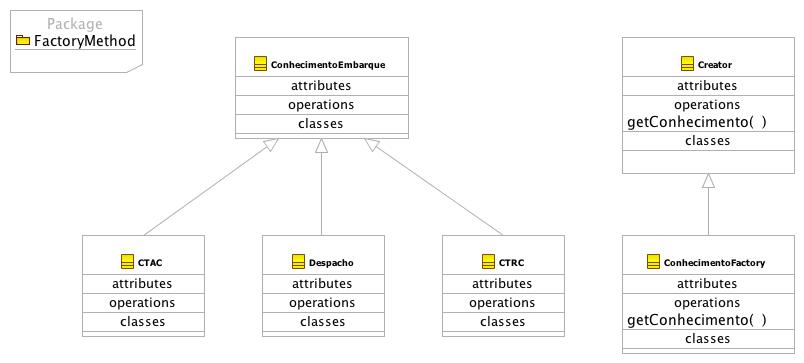 Package
FactoryMethod
ConhecimentoEmbarque
attributes
operations
classes
Creator
attributes
operations
getConhecimento( )
classes
CTAC
attributes
operations
classes
Despacho
attributes
operations
classes
CTRC
attributes
operations
classes
ConhecimentoFactory
attributes
operations
getConhecimento( )
classes